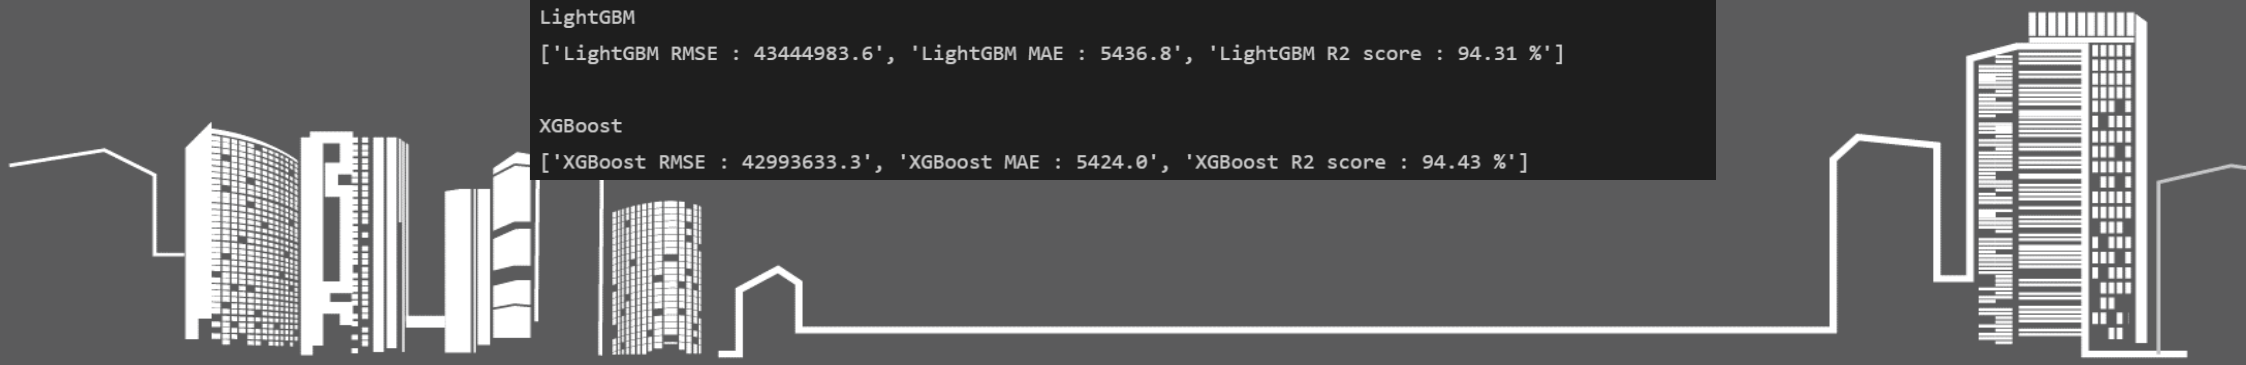 LightGBM
['LightGBM RMSE : 43444983.6', 'LightGBM MAE : 5436.8', 'LightGBM R2 score : 94.31 %']
XGBoost
['XGBoost RMSE : 42993633.3', 'XGBoost MAE : 5424.0', 'XGBoost R2 score : 94.43 %']